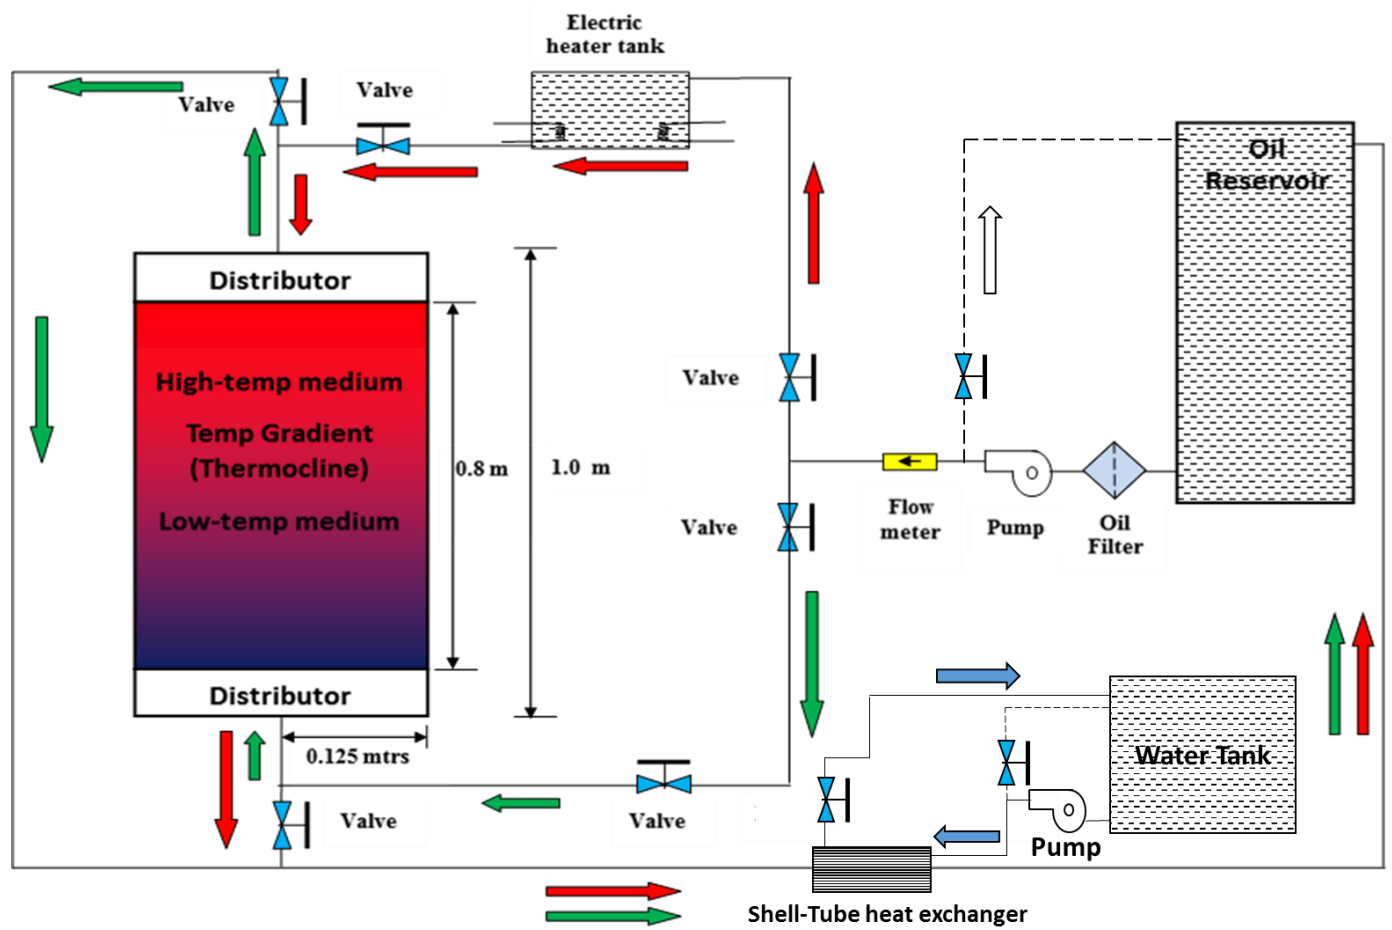 Electric
heater tank
Valve
Valve
Oil
Reservoir
Distributor
High-temp medium
Temp Gradient
(Thermocline)
Low-temp medium
0.8 m
1.0 m
Valve
Valve
Flow
meter
Pump
Oil
Filter
Distributor
0.125 mtrs
Valve
Valve
Water Tank
Pump
Shell-Tube heat exchanger